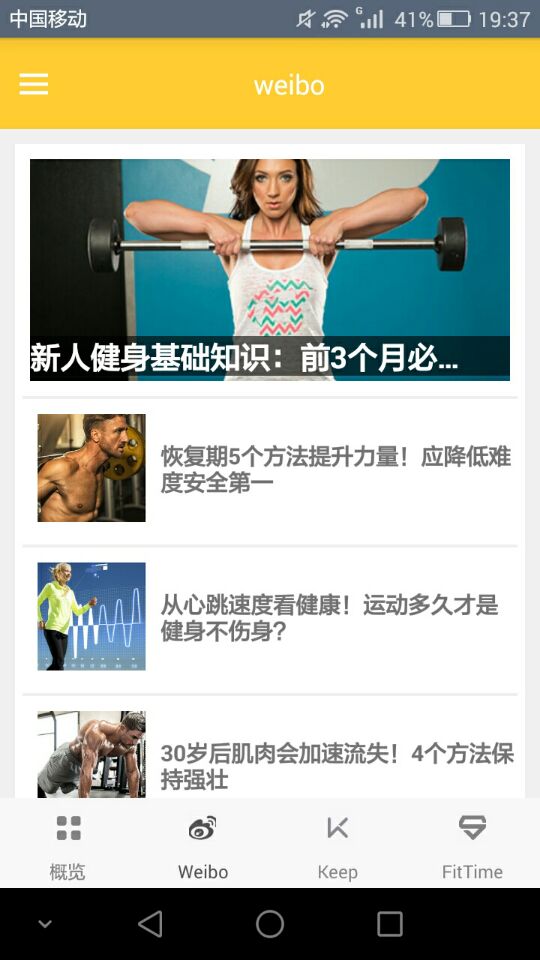 中国移动
G
41%
19:37
weibo
新人健身基础知识：前3个月必...
恢复期5个方法提升力量！应降低难
度安全第一
从心跳速度看健康！运动多久才是
健身不伤身？
30岁后肌肉会加速流失！4个方法保
持强壮
概览
Weibo
Keep
FitTime